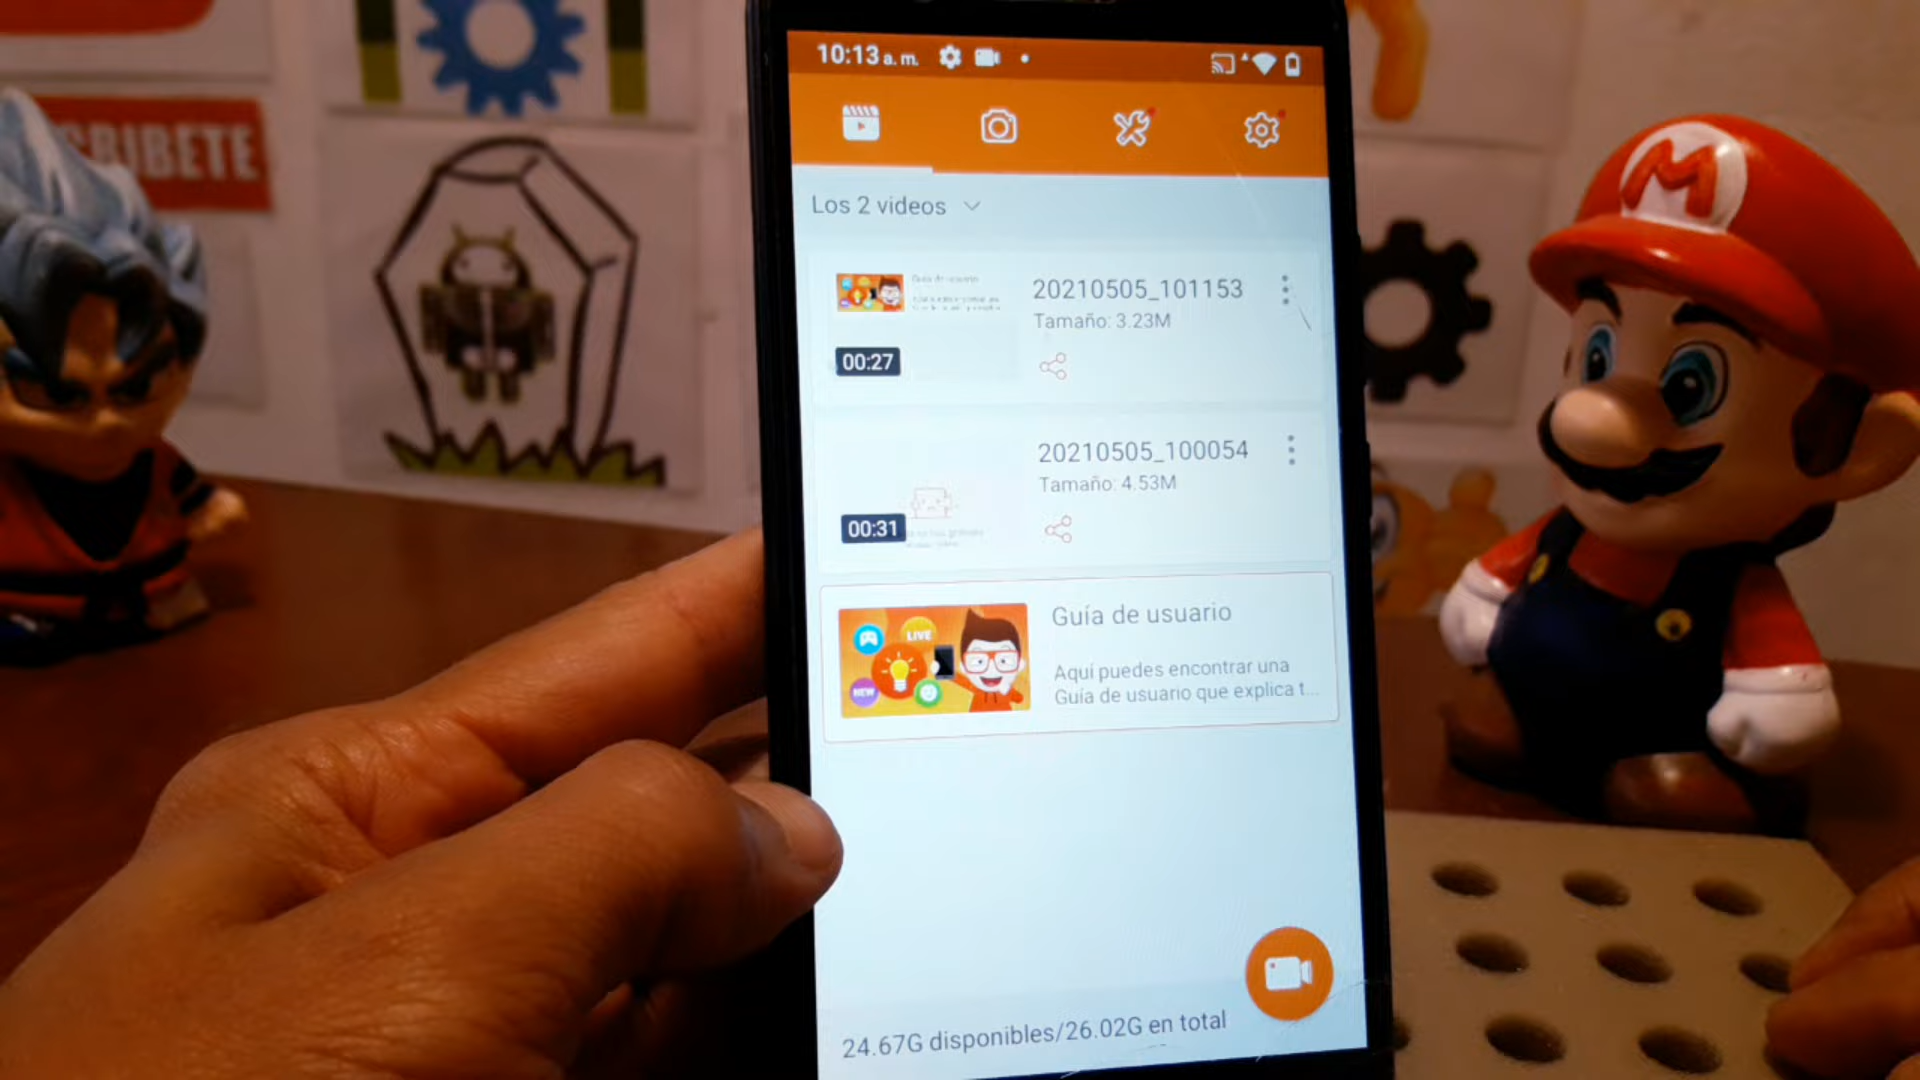 10:13 a. m.
Los 2 videos
20210505_101153
Tamaño: 3.23M
00:27
20210505_100054
Tamaño: 4.53M
00:31
Guía de usuario
Aquí puedes encontrar una
Guía de usuario que explica t...
LIVE
NEW
24.67G disponibles/26.02G en total
SCRIBETE
M